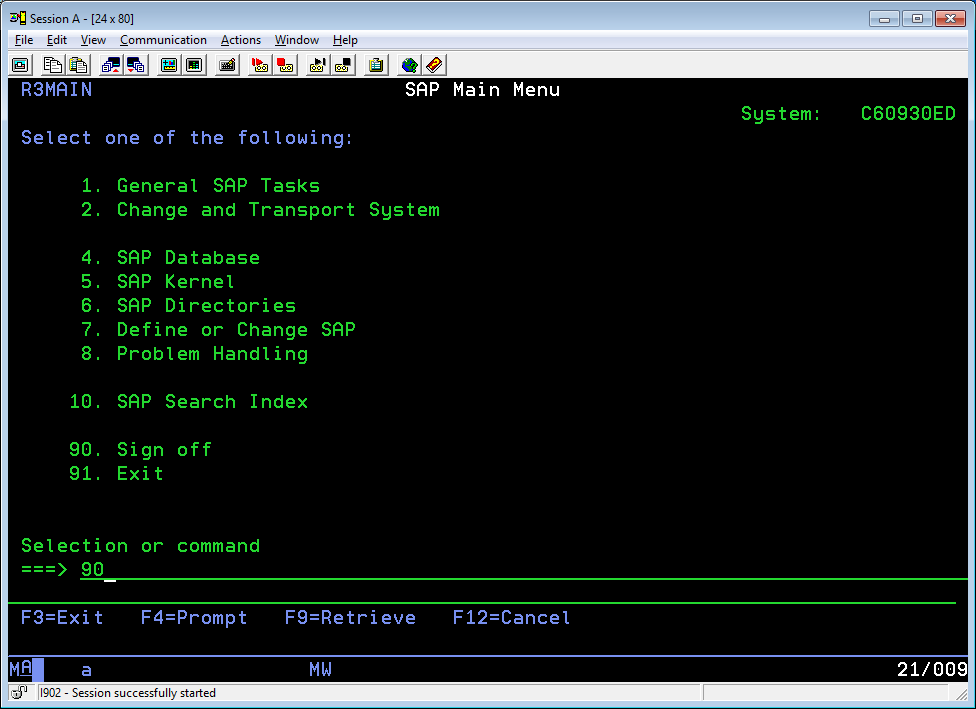 Session A - [24 x 80]
File Edit View Communication Actions Window Help
R3MAIN SAP Main Menu
System: C60930ED
Select one of the following:
1. General SAP Tasks
2. Change and Transport System
4. SAP Database
5. SAP Kernel
6. SAP Directories
7. Define or Change SAP
8. Problem Handling
10. SAP Search Index
90. Sign off
91. Exit
Selection or command
===> 90
F3=Exit F4=Prompt F9=Retrieve F12=Cancel
MA a MW 21/009
I902 - Session successfully started